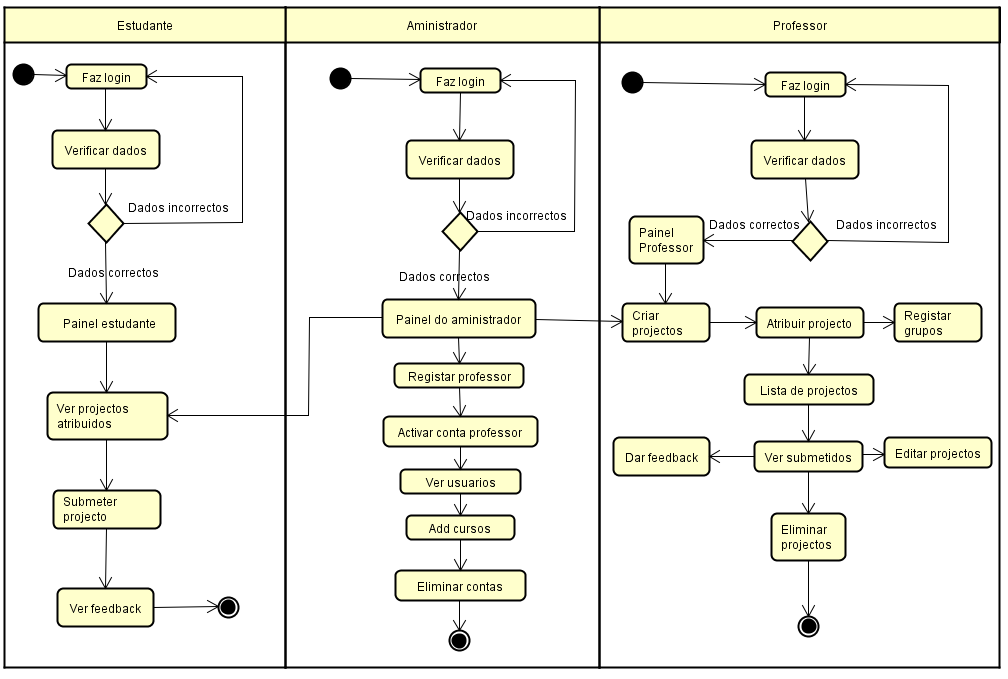 Estudante
Aministrador
Professor
Faz login
Verificar dados
Dados incorrectos
Dados correctos
Painel estudante
Ver projectos
atribuidos
Submeter
projecto
Ver feedback
Faz login
Verificar dados
Dados incorrectos
Dados correctos
Painel do aministrador
Registar professor
Activar conta professor
Ver usuarios
Add cursos
Eliminar contas
Faz login
Verificar dados
Dados correctos
Dados incorrectos
Painel
Professor
Criar
projectos
Atribuir projecto
Registar
grupos
Lista de projectos
Dar feedback
Ver submetidos
Editar projectos
Eliminar
projectos